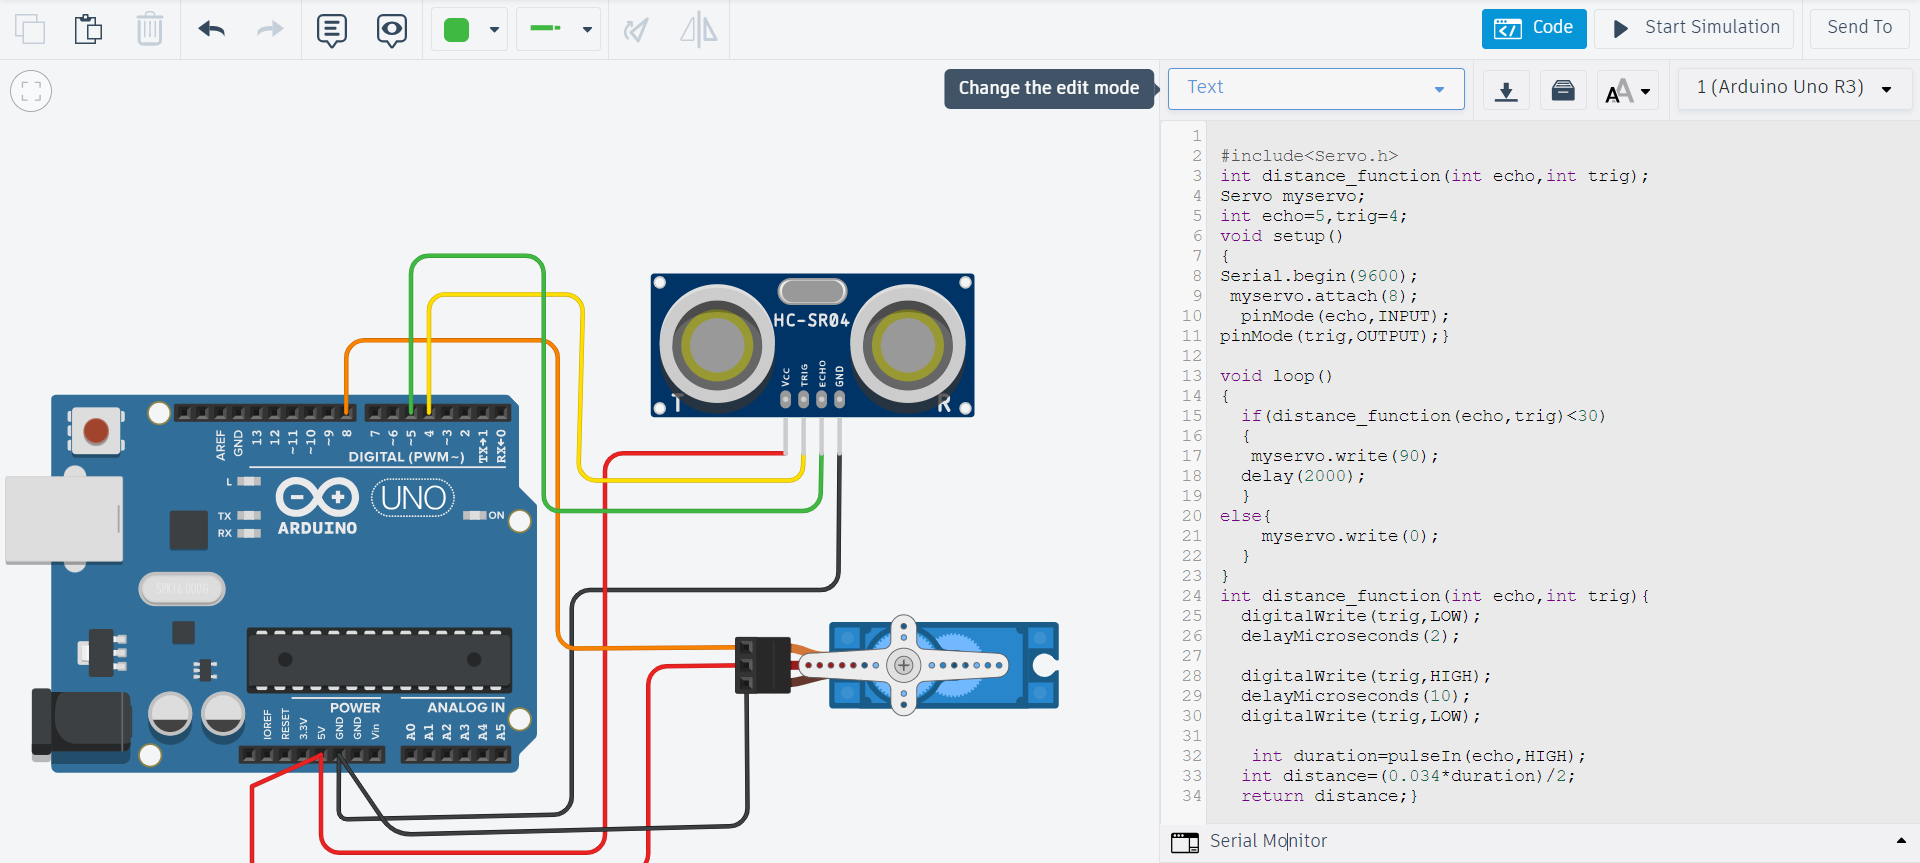 Code
Start Simulation
Send To
Change the edit mode
Text
1 (Arduino Uno R3)
1
2 #include<Servo.h>
3 int distance_function(int echo,int trig);
4 Servo myservo;
5 int echo=5,trig=4;
6 void setup()
7 {
8 Serial.begin(9600);
9 myservo.attach(8);
10 pinMode(echo,INPUT);
11 pinMode(trig,OUTPUT);}
12
13 void loop()
14 {
15 if(distance_function(echo,trig)<30)
16 {
17 myservo.write(90);
18 delay(2000);
19 }
20 else{
21 myservo.write(0);
22 }
23 }
24 int distance_function(int echo,int trig){
25 digitalWrite(trig,LOW);
26 delayMicroseconds(2);
27
28 digitalWrite(trig,HIGH);
29 delayMicroseconds(10);
30 digitalWrite(trig,LOW);
31
32 int duration=pulseIn(echo,HIGH);
33 int distance=(0.034*duration)/2;
34 return distance;}
Serial Monitor
HC-SR04
Vcc
TRIG
ECHO
GND
T
R
AREF
GND
13
12
~11
~10
~9
8
7
~6
~5
4
~3
2
TX→1
RX←0
DIGITAL (PWM~)
L
TX
RX
ARDUINO
UNO
ON
POWER
ANALOG IN
IOREF
RESET
3.3V
5V
GND
GND
Vin
A0
A1
A2
A3
A4
A5